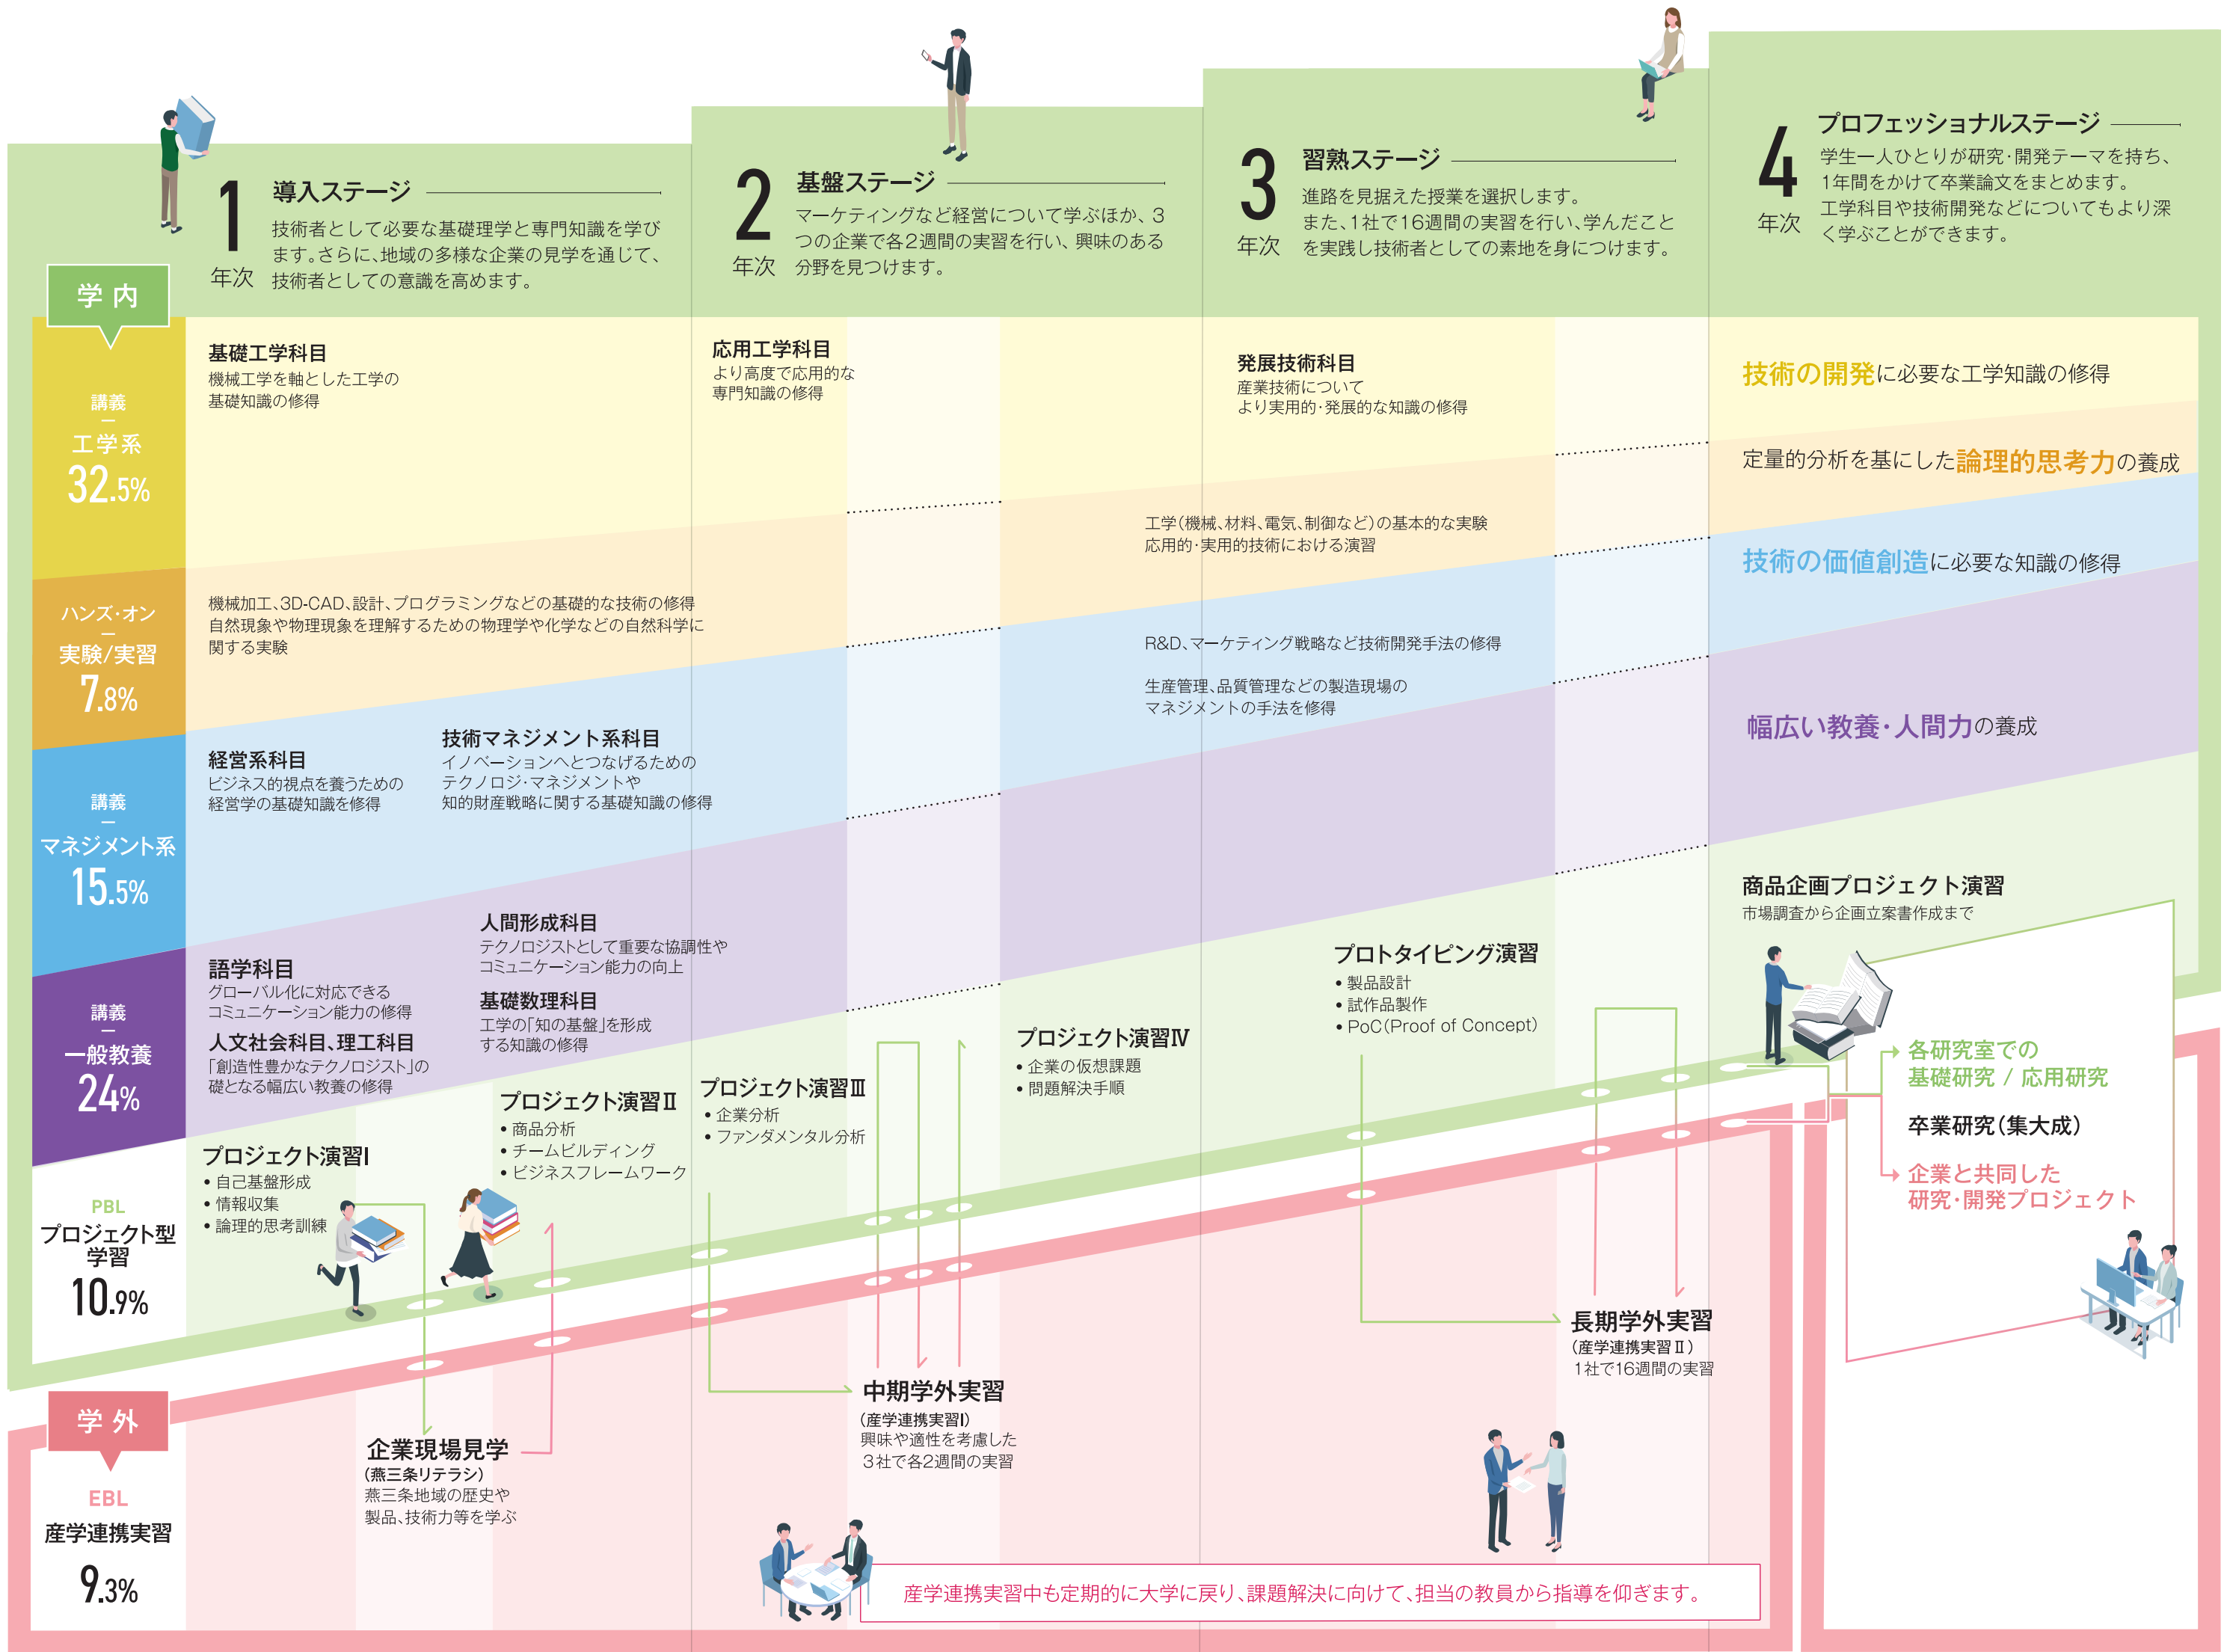 1
年次
導入ステージ
技術者として必要な基礎理学と専門知識を学び
ます。さらに、地域の多様な企業の見学を通じて、
技術者としての意識を高めます。
2
年次
基盤ステージ
マーケティングなど経営について学ぶほか、3
つの企業で各2週間の実習を行い、興味のある
分野を見つけます。
3
年次
習熟ステージ
進路を見据えた授業を選択します。
また、1社で16週間の実習を行い、学んだこと
を実践し技術者としての素地を身につけます。
4
年次
プロフェッショナルステージ
学生一人ひとりが研究・開発テーマを持ち、
1年間をかけて卒業論文をまとめます。
工学科目や技術開発などについてもより深
く学ぶことができます。
学内
講義
工学系
32.5%
基礎工学科目
機械工学を軸とした工学の
基礎知識の修得
応用工学科目
より高度で応用的な
専門知識の修得
発展技術科目
産業技術について
より実用的・発展的な知識の修得
技術の開発に必要な工学知識の修得
ハンズ・オン
実験/実習
7.8%
機械加工、3D-CAD、設計、プログラミングなどの基礎的な技術の修得
自然現象や物理現象を理解するための物理学や化学などの自然科学に
関する実験
工学(機械、材料、電気、制御など)の基本的な実験
応用的・実用的技術における演習
定量的分析を基にした論理的思考力の養成
講義
マネジメント系
15.5%
経営系科目
ビジネス的視点を養うための
経営学の基礎知識を修得
技術マネジメント系科目
イノベーションへとつなげるための
テクノロジ・マネジメントや
知的財産戦略に関する基礎知識の修得
R&D、マーケティング戦略など技術開発手法の修得
生産管理、品質管理などの製造現場の
マネジメントの手法を修得
技術の価値創造に必要な知識の修得
講義
一般教養
24%
語学科目
グローバル化に対応できる
コミュニケーション能力の修得
人文社会科目、理工科目
「創造性豊かなテクノロジスト」の
礎となる幅広い教養の修得
人間形成科目
テクノロジストとして重要な協調性や
コミュニケーション能力の向上
基礎数理科目
工学の「知の基盤」を形成
する知識の修得
幅広い教養・人間力の養成
PBL
プロジェクト型
学習
10.9%
プロジェクト演習Ⅰ
• 自己基盤形成
• 情報収集
• 論理的思考訓練
プロジェクト演習Ⅱ
• 商品分析
• チームビルディング
• ビジネスフレームワーク
プロジェクト演習Ⅲ
• 企業分析
• ファンダメンタル分析
プロジェクト演習Ⅳ
• 企業の仮想課題
• 問題解決手順
プロトタイピング演習
• 製品設計
• 試作品製作
• PoC(Proof of Concept)
商品企画プロジェクト演習
市場調査から企画立案書作成まで
各研究室での
基礎研究 / 応用研究
卒業研究(集大成)
企業と共同した
研究・開発プロジェクト
学外
EBL
産学連携実習
9.3%
企業現場見学
(燕三条リテラシ)
燕三条地域の歴史や
製品、技術力等を学ぶ
中期学外実習
(産学連携実習Ⅰ)
興味や適性を考慮した
3社で各2週間の実習
長期学外実習
(産学連携実習Ⅱ)
1社で16週間の実習
産学連携実習中も定期的に大学に戻り、課題解決に向けて、担当の教員から指導を仰ぎます。